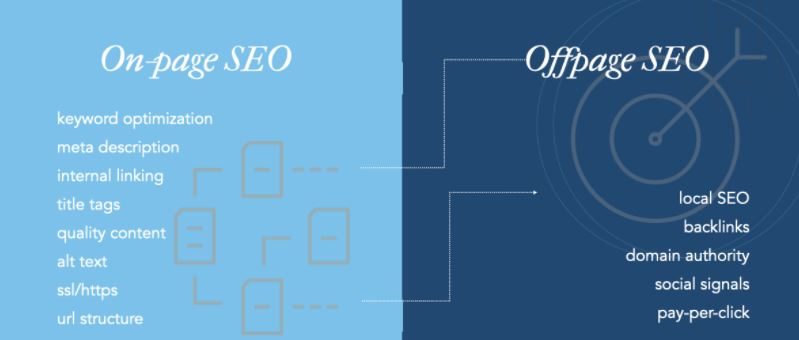 On-page SEO
keyword optimization
meta description
internal linking
title tags
quality content
alt text
ssl/https
url structure
Offpage SEO
local SEO
backlinks
domain authority
social signals
pay-per-click